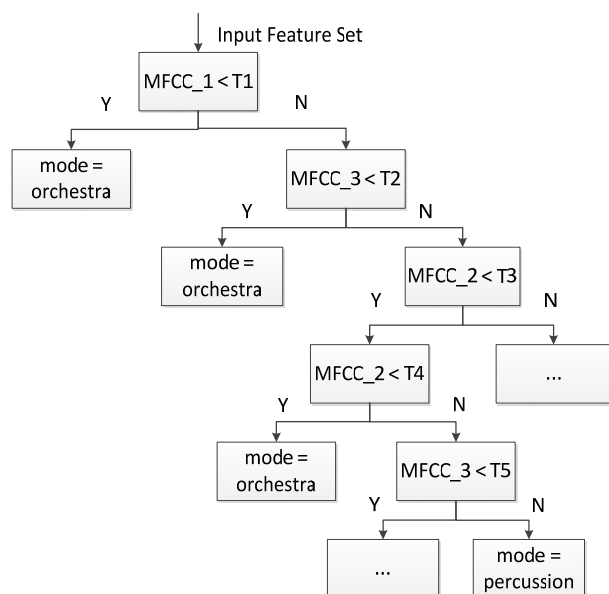 Input Feature Set
MFCC_1 < T1
Y
N
mode =
orchestra
MFCC_3 < T2
Y
N
mode =
orchestra
MFCC_2 < T3
Y
N
MFCC_2 < T4
...
Y
N
mode =
orchestra
MFCC_3 < T5
Y
N
...
mode =
percussion